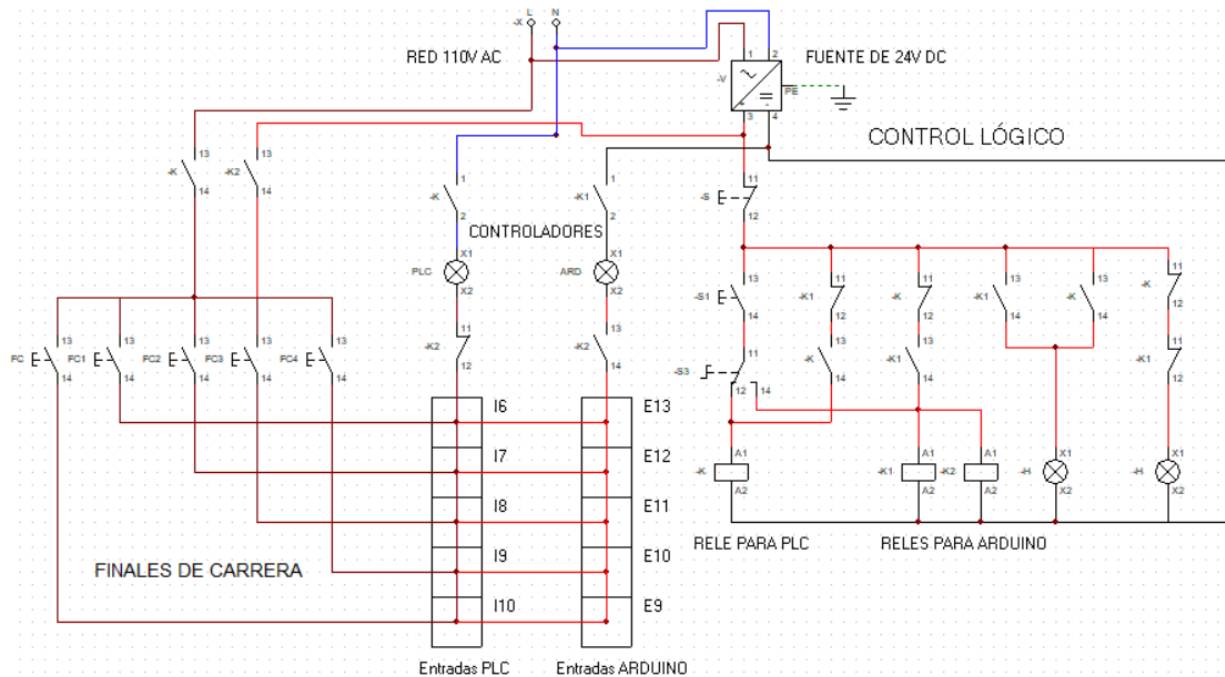 L N
-X
RED 110V AC
1 2
FUENTE DE 24V DC
-V
PE
3 4
CONTROL LÓGICO
13 13
-K -K2
14 14
1 1
-K -K1
2 2
11
-S
12
CONTROLADORES
X1 X1
PLC ARD
X2 X2
13 11 11 13 13 11
-S1 -K1 -K -K1 -K -K
14 12 12 14 14 12
13 13 13 13 13
FC FC1 FC2 FC3 FC4
14 14 14 14 14
11 13
-K2 -K2
12 14
11 13 13 11
-S3 -K -K1 -K1
12 14 14 14 12
I6 E13
I7 E12
I8 E11
I9 E10
I10 E9
A1 A1 A1 X1 X1
-K -K1 -K2 -H -H
A2 A2 A2 X2 X2
RELE PARA PLC RELES PARA ARDUINO
FINALES DE CARRERA
Entradas PLC Entradas ARDUINO